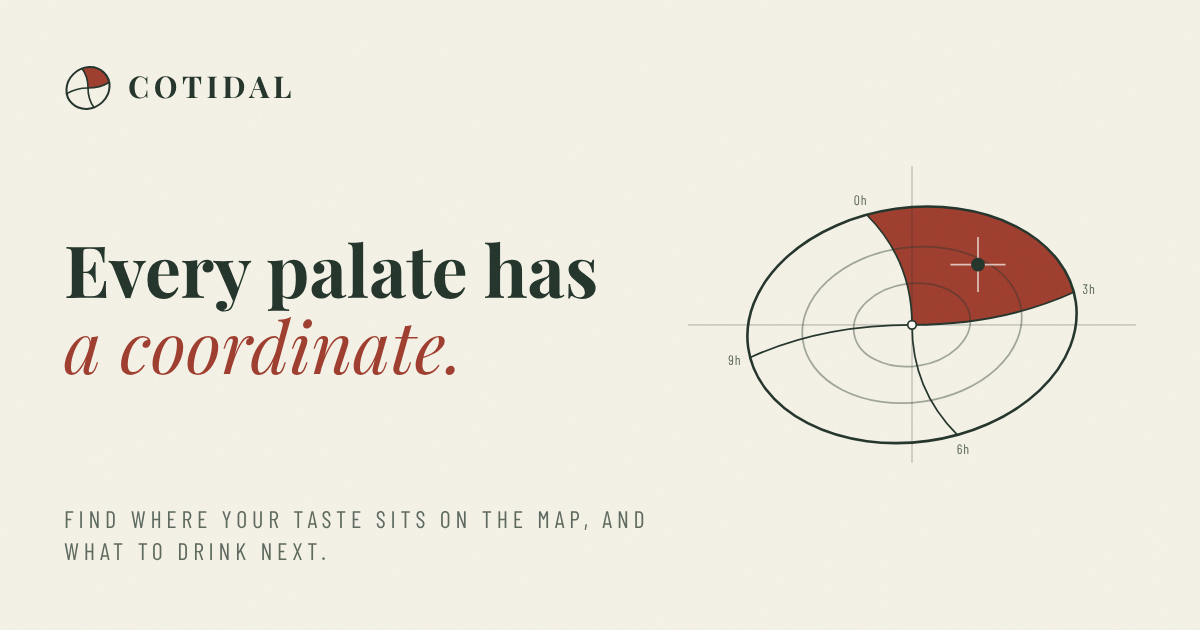 COTIDAL
Every palate has
a coordinate.
0h
3h
9h
6h
FIND WHERE YOUR TASTE SITS ON THE MAP, AND
WHAT TO DRINK NEXT.